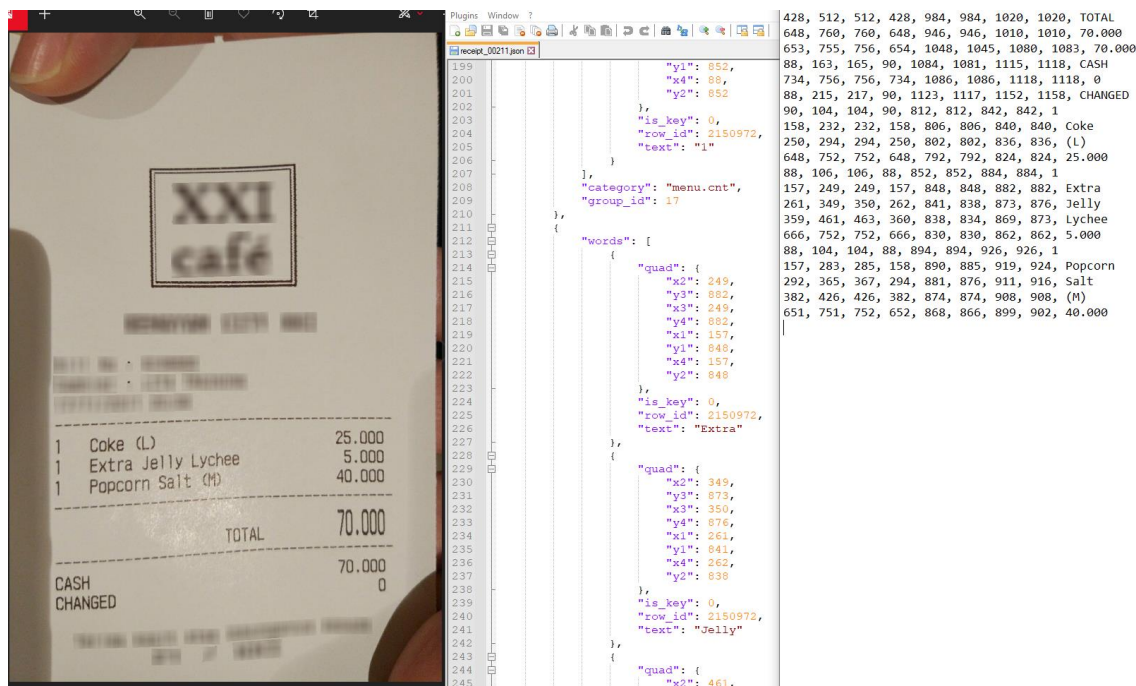 XXI
café
1 Coke (L) 25.000
1 Extra Jelly Lychee 5.000
1 Popcorn Salt (M) 40.000
TOTAL 70.000
70.000
CASH 0
CHANGED
Plugins Window ?
receipt_00211.json
199 "y1": 852,
200 "x4": 88,
201 "y2": 852
202 },
203 "is_key": 0,
204 "row_id": 2150972,
205 "text": "1"
206 }
207 ],
208 "category": "menu.cnt",
209 "group_id": 17
210 },
211 {
212 "words": [
213 {
214 "quad": {
215 "x2": 249,
216 "y3": 882,
217 "x3": 249,
218 "y4": 882,
219 "x1": 157,
220 "y1": 848,
221 "x4": 157,
222 "y2": 848
223 },
224 "is_key": 0,
225 "row_id": 2150972,
226 "text": "Extra"
227 },
228 {
229 "quad": {
230 "x2": 349,
231 "y3": 873,
232 "x3": 350,
233 "y4": 876,
234 "x1": 261,
235 "y1": 841,
236 "x4": 262,
237 "y2": 838
238 },
239 "is_key": 0,
240 "row_id": 2150972,
241 "text": "Jelly"
242 },
243 {
244 "quad": {
245 "x2": 461,
428, 512, 512, 428, 984, 984, 1020, 1020, TOTAL
648, 760, 760, 648, 946, 946, 1010, 1010, 70.000
653, 755, 756, 654, 1048, 1045, 1080, 1083, 70.000
88, 163, 165, 90, 1084, 1081, 1115, 1118, CASH
734, 756, 756, 734, 1086, 1086, 1118, 1118, 0
88, 215, 217, 90, 1123, 1117, 1152, 1158, CHANGED
90, 104, 104, 90, 812, 812, 842, 842, 1
158, 232, 232, 158, 806, 806, 840, 840, Coke
250, 294, 294, 250, 802, 802, 836, 836, (L)
648, 752, 752, 648, 792, 792, 824, 824, 25.000
88, 106, 106, 88, 852, 852, 884, 884, 1
157, 249, 249, 157, 848, 848, 882, 882, Extra
261, 349, 350, 262, 841, 838, 873, 876, Jelly
359, 461, 463, 360, 838, 834, 869, 873, Lychee
666, 752, 752, 666, 830, 830, 862, 862, 5.000
88, 104, 104, 88, 894, 894, 926, 926, 1
157, 283, 285, 158, 890, 885, 919, 924, Popcorn
292, 365, 367, 294, 881, 876, 911, 916, Salt
382, 426, 426, 382, 874, 874, 908, 908, (M)
651, 751, 752, 652, 868, 866, 899, 902, 40.000